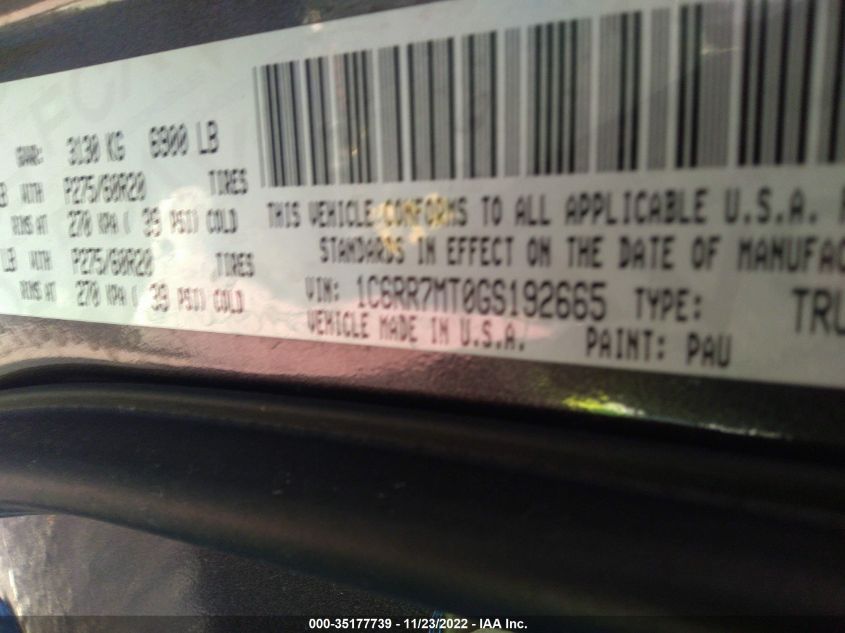 GVWR: 3130 KG 6900 LB
LB WITH P275/60R20 TIRES
RIMS AT 270 KPA ( 39 PSI) COLD
LB WITH P275/60R20 TIRES
RIMS AT 270 KPA ( 39 PSI) COLD
THIS VEHICLE CONFORMS TO ALL APPLICABLE U.S.A.
STANDARDS IN EFFECT ON THE DATE OF MANUFAC
VIN: 1C6RR7MT0GS192665 TYPE: TRU
VEHICLE MADE IN U.S.A. PAINT: PAU
000-35177739 - 11/23/2022 - IAA Inc.